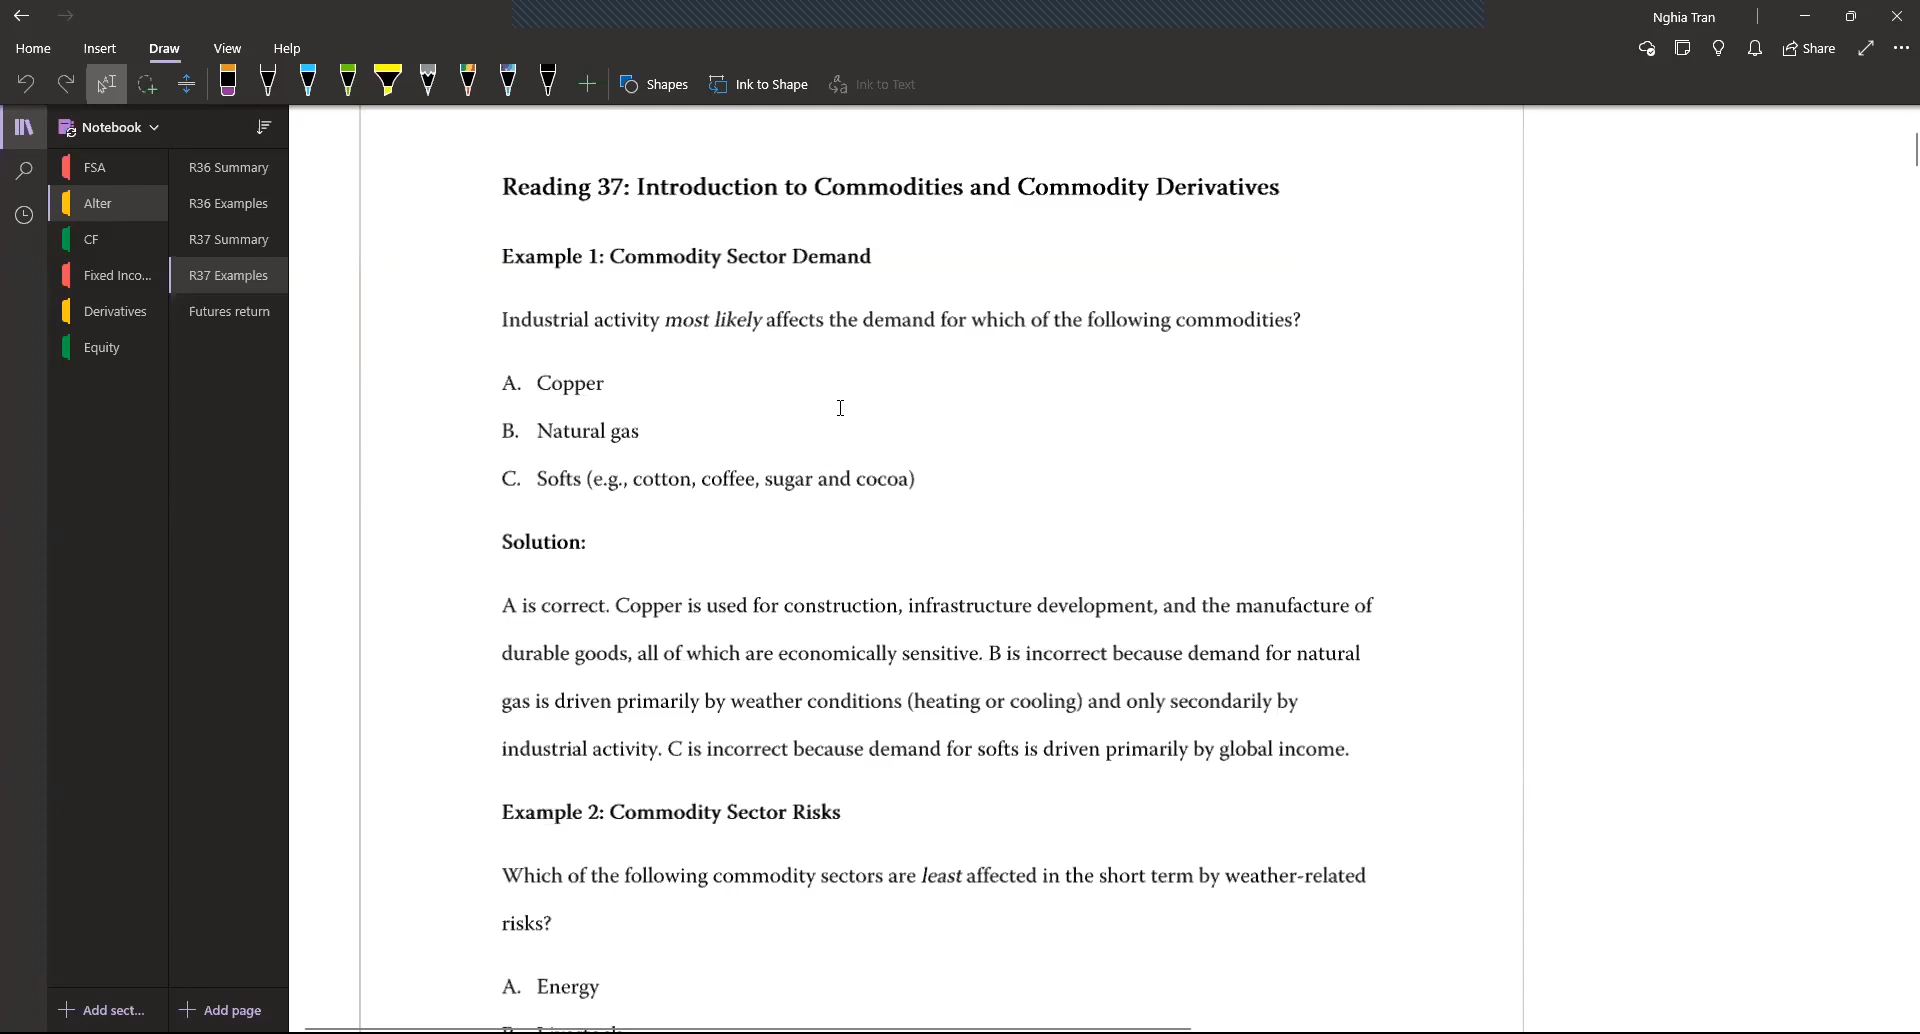 Nghia Tran
Home Insert Draw View Help
Share
Shapes Ink to Shape Ink to Text
Notebook
FSA
Alter
CF
Fixed Inco...
Derivatives
Equity
R36 Summary
R36 Examples
R37 Summary
R37 Examples
Futures return
Reading 37: Introduction to Commodities and Commodity Derivatives
Example 1: Commodity Sector Demand
Industrial activity most likely affects the demand for which of the following commodities?
A. Copper
B. Natural gas
C. Softs (e.g., cotton, coffee, sugar and cocoa)
Solution:
A is correct. Copper is used for construction, infrastructure development, and the manufacture of
durable goods, all of which are economically sensitive. B is incorrect because demand for natural
gas is driven primarily by weather conditions (heating or cooling) and only secondarily by
industrial activity. C is incorrect because demand for softs is driven primarily by global income.
Example 2: Commodity Sector Risks
Which of the following commodity sectors are least affected in the short term by weather-related
risks?
A. Energy
Add sect...
Add page